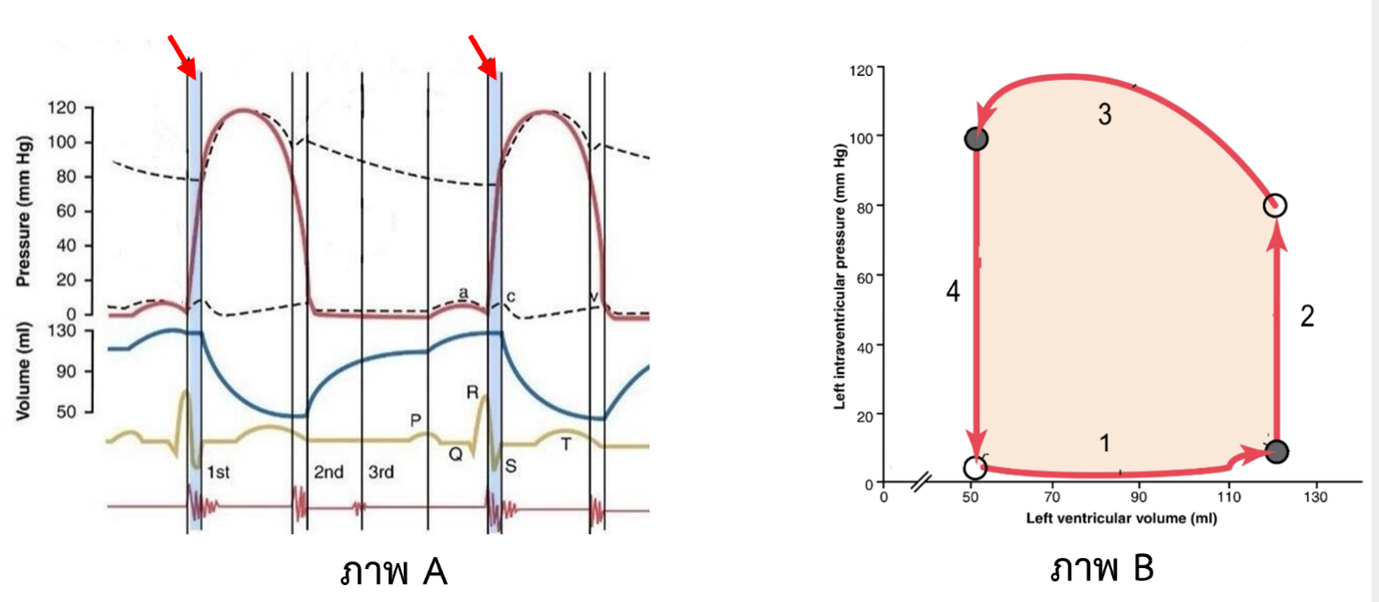 120
100
80
60
40
20
0
Pressure (mm Hg)
a
c
v
130
90
50
Volume (ml)
R
P
Q
S
T
1st
2nd
3rd
ภาพ A
120
100
80
60
40
20
0
Left intraventricular pressure (mm Hg)
3
4
2
1
0
50
70
90
110
130
Left ventricular volume (ml)
ภาพ B